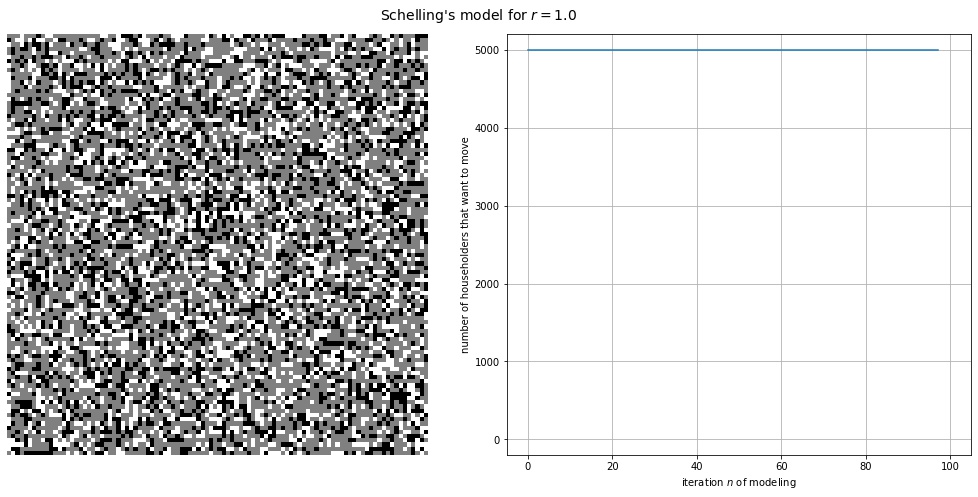 Schelling's model for r = 1.0
number of householders that want to move
5000
4000
3000
2000
1000
0
0 20 40 60 80 100
iteration n of modeling